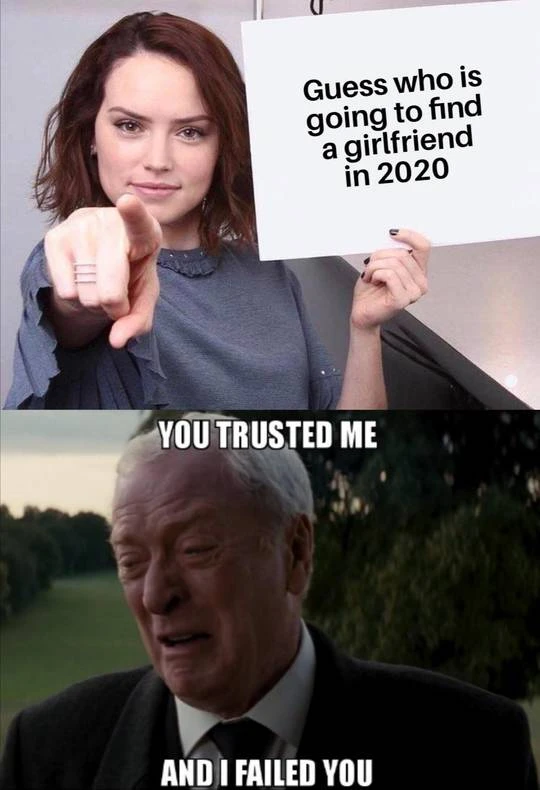 Guess who is
going to find
a girlfriend
in 2020
YOU TRUSTED ME
AND I FAILED YOU